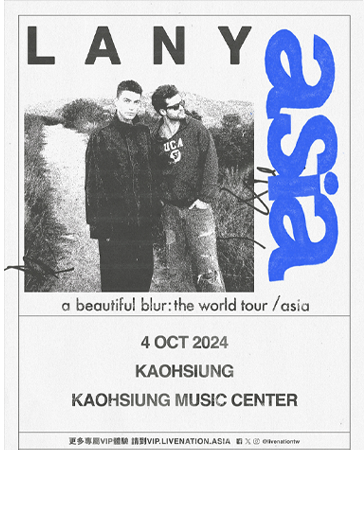 LANY
asia
UCA
a beautiful blur: the world tour /asia
4 OCT 2024
KAOHSIUNG
KAOHSIUNG MUSIC CENTER
更多專屬VIP體驗 請到VIP.LIVENATION.ASIA @livenationtw